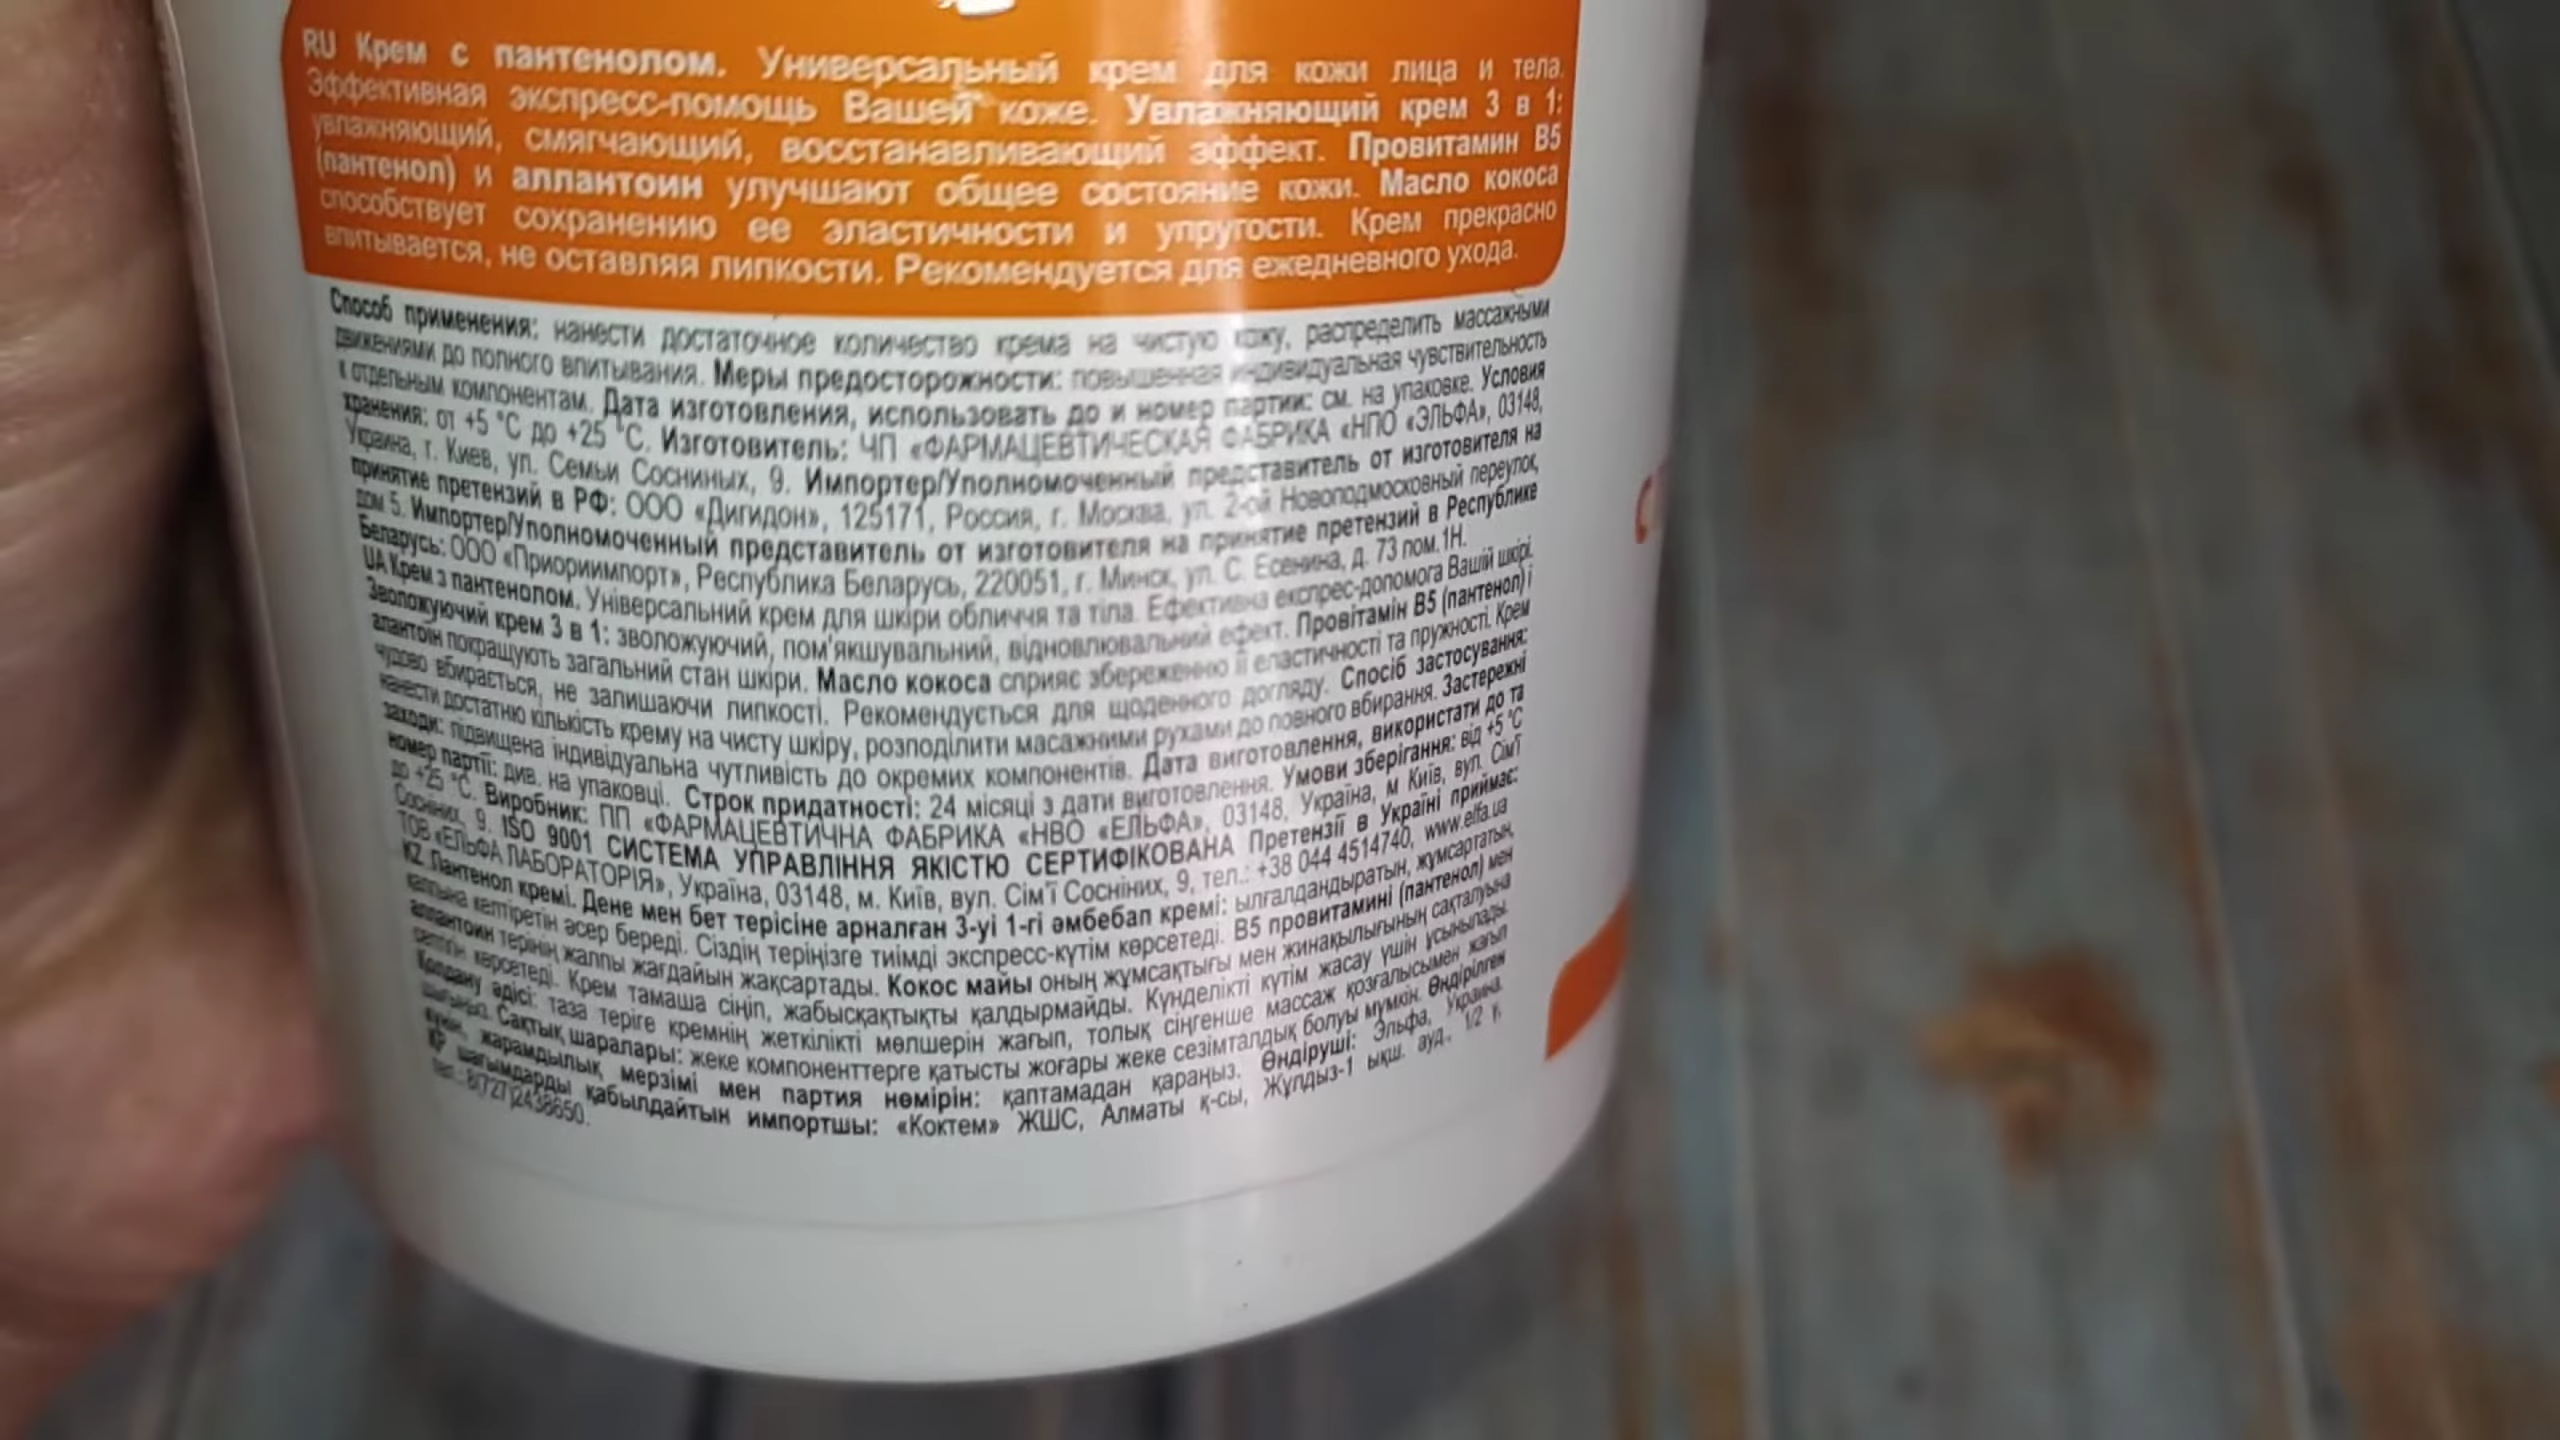 RU Крем с пантенолом. Универсальный крем для кожи лица и тела.
Эффективная экспресс-помощь Вашей коже. Увлажняющий крем 3 в 1:
увлажняющий, смягчающий, восстанавливающий эффект. Провитамин В5
(пантенол) и аллантоин улучшают общее состояние кожи. Масло кокоса
способствует сохранению ее эластичности и упругости. Крем прекрасно
впитывается, не оставляя липкости. Рекомендуется для ежедневного ухода.
Способ применения: нанести достаточное количество крема на чистую кожу, распределить массажными
движениями до полного впитывания. Меры предосторожности: повышенная индивидуальная чувствительность
к отдельным компонентам. Дата изготовления, использовать до и номер партии: см. на упаковке. Условия
хранения: от +5 °С до +25 °С. Изготовитель: ЧП «ФАРМАЦЕВТИЧЕСКАЯ ФАБРИКА «НПО «ЭЛЬФА», 03148,
Украина, г. Киев, ул. Семьи Сосниных, 9. Импортер/Уполномоченный представитель от изготовителя на
принятие претензий в РФ: ООО «Дигидон», 125171, Россия, г. Москва, ул. 2-ой Новоподмосковный переулок,
дом 5. Импортер/Уполномоченный представитель от изготовителя на принятие претензий в Республике
Беларусь: ООО «Приориимпорт», Республика Беларусь, 220051, г. Минск, ул. С. Есенина, д. 73 пом.1Н.
UA Крем з пантенолом. Універсальний крем для шкіри обличчя та тіла. Ефективна експрес-допомога Вашій шкірі.
Зволожуючий крем 3 в 1: зволожуючий, пом'якшувальний, відновлювальний ефект. Провітамін В5 (пантенол) і
алантоїн покращують загальний стан шкіри. Масло кокоса сприяє збереженню її еластичності та пружності. Крем
чудово вбирається, не залишаючи липкості. Рекомендується для щоденного догляду. Спосіб застосування:
нанести достатню кількість крему на чисту шкіру, розподілити масажними рухами до повного вбирання. Застережні
заходи: підвищена індивідуальна чутливість до окремих компонентів. Дата виготовлення, використати до та
номер партії: див. на упаковці. Строк придатності: 24 місяці з дати виготовлення. Умови зберігання: від +5 °С
до +25 °С. Виробник: ПП «ФАРМАЦЕВТИЧНА ФАБРИКА «НВО «ЕЛЬФА», 03148, Україна, м Київ, вул. Сім'ї
Сосніних, 9. ISO 9001 СИСТЕМА УПРАВЛІННЯ ЯКІСТЮ СЕРТИФІКОВАНА Претензії в Україні приймає:
ТОВ «ЕЛЬФА ЛАБОРАТОРІЯ», Україна, 03148, м. Київ, вул. Сім'ї Сосніних, 9, тел.: +38 044 4514740, www.elfa.ua
KZ Пантенол кремі. Дене мен бет терісіне арналған 3-уі 1-гі әмбебап кремі: ылғалдандыратын, жұмсартатын,
қалпына келтіретін әсер береді. Сіздің теріңізге тиімді экспресс-күтім көрсетеді. В5 провитамині (пантенол) мен
аллантоин терінің жалпы жағдайын жақсартады. Кокос майы оның жұмсақтығы мен жинақылығының сақталуына
септігін көрсетеді. Крем тамаша сіңіп, жабысқақтықты қалдырмайды. Күнделікті күтім жасау үшін ұсынылады.
Қолдану әдісі: таза теріге кремнің жеткілікті мөлшерін жағып, толық сіңгенше массаж қозғалысымен жағып
шығыңыз. Сақтық шаралары: жеке компоненттерге қатысты жоғары жеке сезімталдық болуы мүмкін. Өндірілген
күнін, жарамдылық мерзімі мен партия нөмірін: қаптамадан қараңыз. Өндіруші: Эльфа, Украина.
ҚР шағымдарды қабылдайтын импортшы: «Коктем» ЖШС, Алматы қ-сы, Жұлдыз-1 ықш. ауд., 1/2 ү,
тел.: 8(727)2438650.